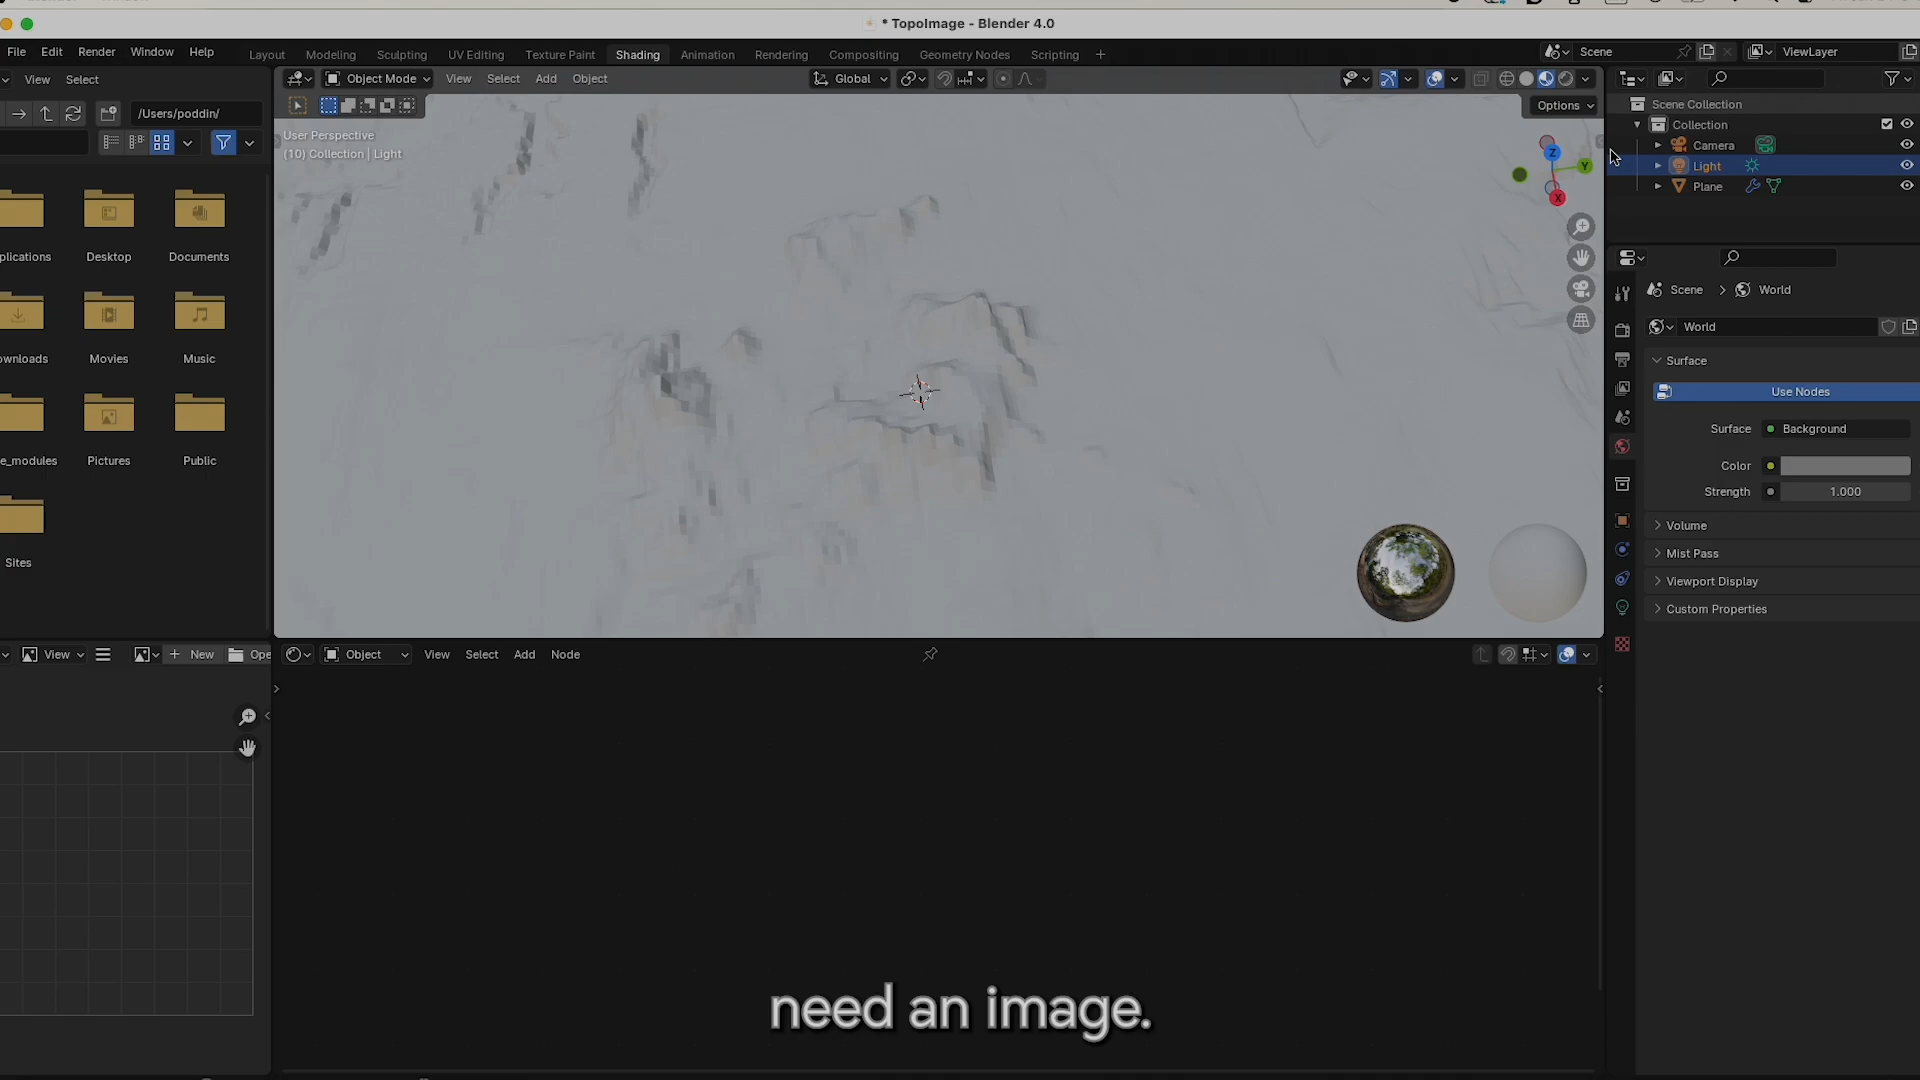 * TopoImage - Blender 4.0
File Edit Render Window Help
Layout Modeling Sculpting UV Editing Texture Paint Shading Animation Rendering Compositing Geometry Nodes Scripting +
Scene
ViewLayer
View Select
Object Mode View Select Add Object
Global
/Users/poddin/
Options
User Perspective
(10) Collection | Light
Z
Y
X
plications Desktop Documents
ownloads Movies Music
e_modules Pictures Public
Sites
Scene Collection
Collection
Camera
Light
Plane
Scene > World
World
Surface
Use Nodes
Surface Background
Color
Strength 1.000
Volume
Mist Pass
Viewport Display
Custom Properties
View + New Ope
Object View Select Add Node
need an image.